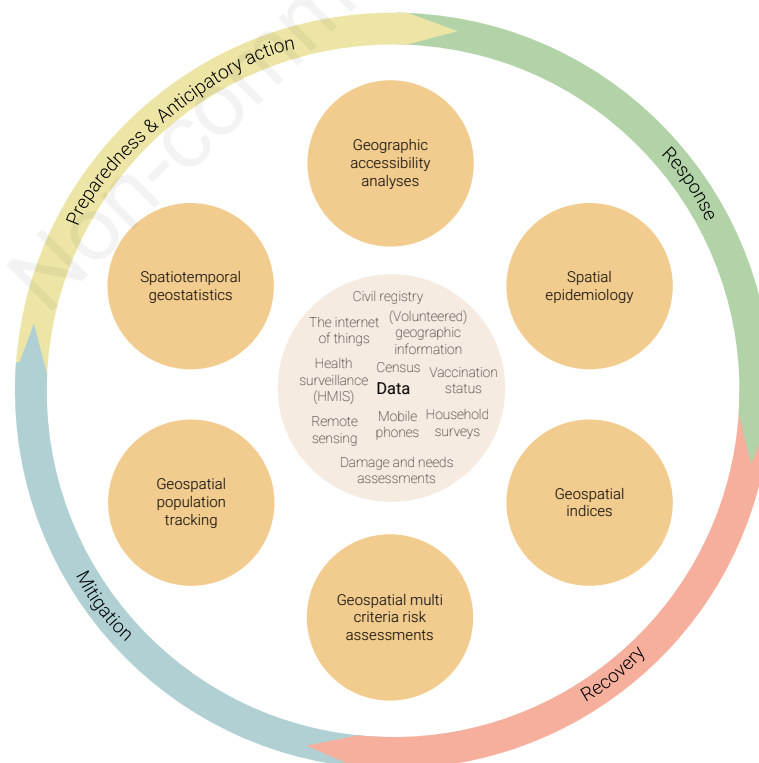 Preparedness & Anticipatory action
Response
Recovery
Mitigation
Geographic
accessibility
analyses
Spatial
epidemiology
Geospatial
indices
Geospatial multi
criteria risk
assessments
Geospatial
population
tracking
Spatiotemporal
geostatistics
Civil registry
The internet
of things
(Volunteered)
geographic
information
Health
surveillance
(HMIS)
Census
Vaccination
status
Data
Remote
sensing
Mobile
phones
Household
surveys
Damage and needs
assessments
Non-comm